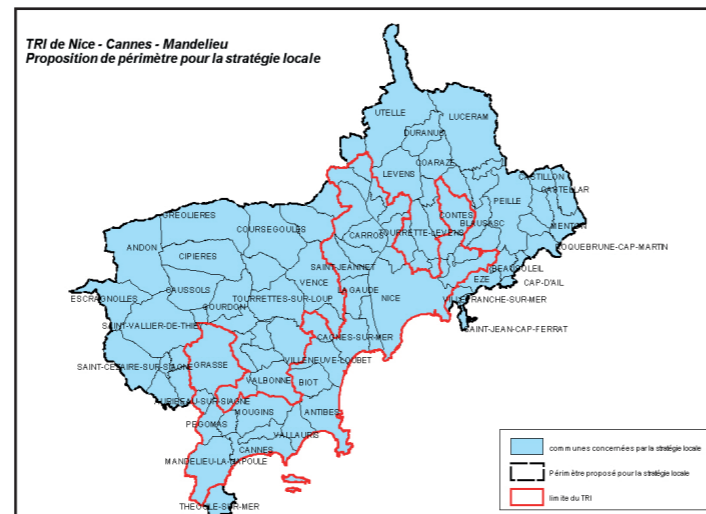 TRI de Nice - Cannes - Mandelieu
Proposition de périmètre pour la stratégie locale
UTELLE
LUCERAM
DURANUS
COARAZE
LEVENS
CASTILLON
CASTELLAR
PEILLE
CONTES
BLAUSASC
MENTON
GREOLIERES
COURSEGOULES
CARROS
TOURRETTE-LEVENS
ROQUEBRUNE-CAP-MARTIN
ANDON
CIPIERES
SAINT-JEANNET
BEAUSOLEIL
EZE
CAP-D'AIL
VENCE
LA GAUDE
NICE
ESCRAGNOLLES
CAUSSOLS
GOURDON
TOURRETTES-SUR-LOUP
VILLEFRANCHE-SUR-MER
SAINT-VALLIER-DE-THIEY
SAINT-JEAN-CAP-FERRAT
CAGNES-SUR-MER
SAINT-CEZAIRE-SUR-SIAGNE
GRASSE
VILLENEUVE-LOUBET
VALBONNE
BIOT
AURIBEAU-SUR-SIAGNE
MOUGINS
ANTIBES
PEGOMAS
VALLAURIS
CANNES
MANDELIEU-LA-NAPOULE
THEOULE-SUR-MER
communes concernées par la stratégie locale
Périmètre proposé pour la stratégie locale
limite du TRI